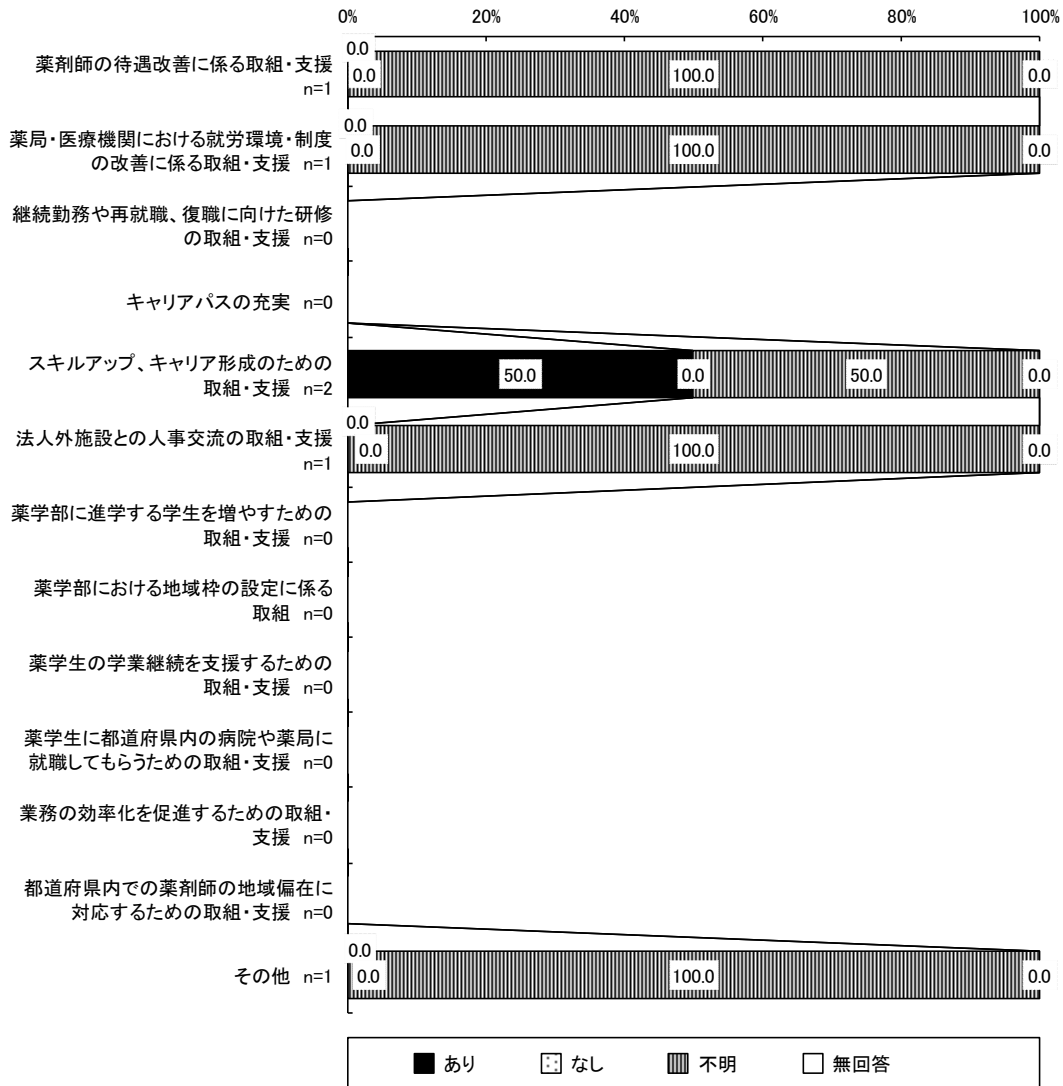 0% 20% 40% 60% 80% 100%
薬剤師の待遇改善に係る取組・支援
n=1
0.0
0.0 100.0 0.0
薬局・医療機関における就労環境・制度
の改善に係る取組・支援 n=1
0.0
0.0 100.0 0.0
継続勤務や再就職、復職に向けた研修
の取組・支援 n=0
キャリアパスの充実 n=0
スキルアップ、キャリア形成のための
取組・支援 n=2
50.0 0.0 50.0 0.0
法人外施設との人事交流の取組・支援
n=1
0.0
0.0 100.0 0.0
薬学部に進学する学生を増やすための
取組・支援 n=0
薬学部における地域枠の設定に係る
取組 n=0
薬学生の学業継続を支援するための
取組・支援 n=0
薬学生に都道府県内の病院や薬局に
就職してもらうための取組・支援 n=0
業務の効率化を促進するための取組・
支援 n=0
都道府県内での薬剤師の地域偏在に
対応するための取組・支援 n=0
その他 n=1
0.0
0.0 100.0 0.0
あり なし 不明 無回答